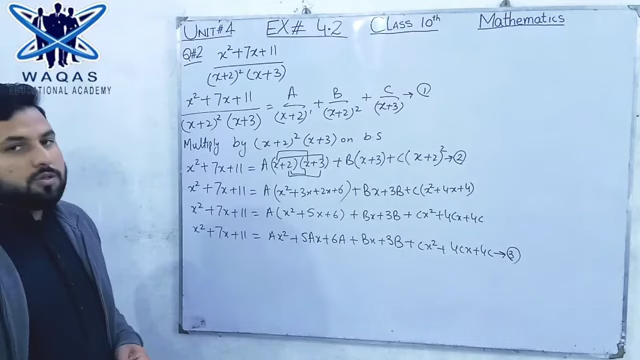 WAQAS
EDUCATIONAL ACADEMY
Unit#4 EX# 4.2 Class 10th Mathematics
Q#2 x²+7x+11
(x+2)² (x+3)
x²+7x+11 / (x+2)² (x+3) = A / (x+2)¹ + B / (x+2)² + C / (x+3) → ①
Multiply by (x+2)² (x+3) on b S
x²+7x+11 = A(x+2)(x+3) + B(x+3) + C(x+2)² → ②
x²+7x+11 = A(x²+3x+2x+6) + Bx+3B + C(x²+4x+4)
x²+7x+11 = A(x²+5x+6) + Bx+3B + Cx²+4Cx+4C
x²+7x+11 = Ax²+5Ax+6A + Bx+3B + Cx²+4Cx+4C → ③